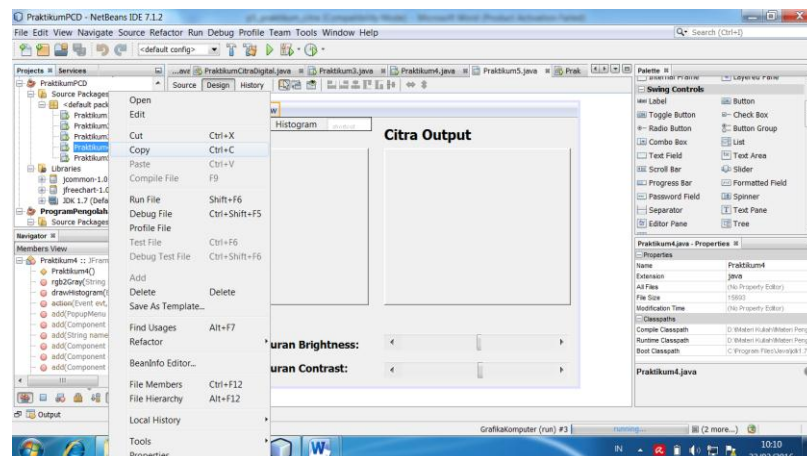 PraktikumPCD - NetBeans IDE 7.1.2
File Edit View Navigate Source Refactor Run Debug Profile Team Tools Window Help
Search (Ctrl+I)
<default config>
Projects
Services
PraktikumPCD
Source Packages
<default pack
Praktikum
Praktikum
Praktikum
Praktikum
Praktikum
Libraries
jcommon-1.0
jfreechart-1.0
JDK 1.7 (Defa
ProgramPengolah
Source Packages
Navigator
Members View
Praktikum4 :: JFram
Praktikum4()
rgb2Gray(String
drawHistogram(B
action(Event evt,
add(PopupMenu
add(Component
add(String name
add(Component
add(Component
add(Component
Output
Open
Edit
Cut Ctrl+X
Copy Ctrl+C
Paste Ctrl+V
Compile File F9
Run File Shift+F6
Debug File Ctrl+Shift+F5
Profile File
Test File Ctrl+F6
Debug Test File Ctrl+Shift+F6
Add
Delete Delete
Save As Template...
Find Usages Alt+F7
Refactor
BeanInfo Editor...
File Members Ctrl+F12
File Hierarchy Alt+F12
Local History
Tools
Properties
PraktikumCitraDigital.java
Praktikum3.java
Praktikum4.java
Praktikum5.java
Prak
Source Design History
Histogram
Citra Output
uran Brightness:
uran Contrast:
Palette
Internal Frame Layered Pane
Swing Controls
Label Button
Toggle Button Check Box
Radio Button Button Group
Combo Box List
Text Field Text Area
Scroll Bar Slider
Progress Bar Formatted Field
Password Field Spinner
Separator Text Pane
Editor Pane Tree
Praktikum4.java - Properties
Properties
Name Praktikum4
Extension java
All Files (No Property Editor)
File Size
Modification Time (No Property Editor)
Classpaths
Compile Classpath
Runtime Classpath
Boot Classpath
Praktikum4.java
GrafikaKomputer (run) #3
running...
(2 more...)
IN
10:10